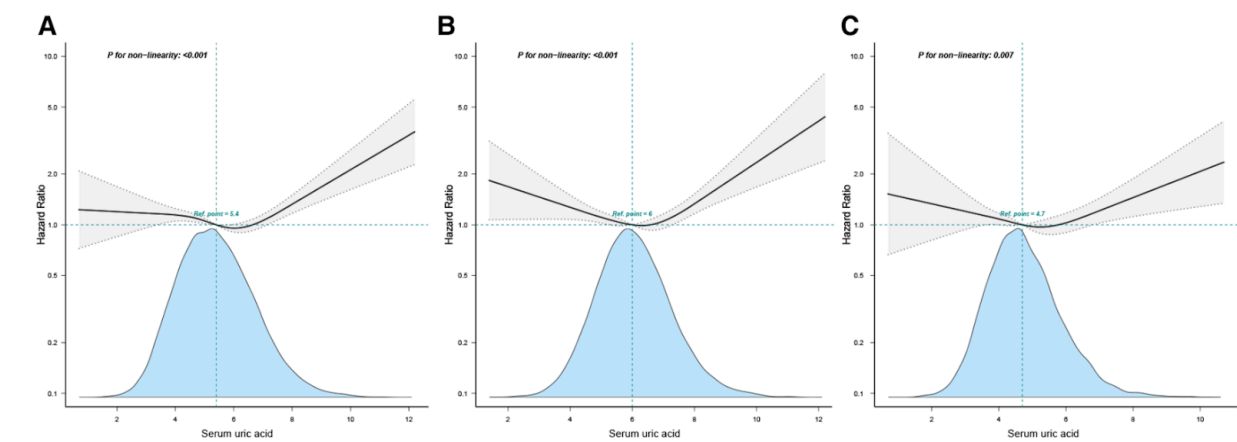 A
P for non-linearity: <0.001
10.0
5.0
2.0
1.0
0.5
0.2
0.1
Hazard Ratio
Ref. point = 5.4
2 4 6 8 10 12
Serum uric acid
B
P for non-linearity: <0.001
10.0
5.0
2.0
1.0
0.5
0.2
0.1
Hazard Ratio
Ref. point = 6
2 4 6 8 10 12
Serum uric acid
C
P for non-linearity: 0.007
10.0
5.0
2.0
1.0
0.5
0.2
0.1
Hazard Ratio
Ref. point = 4.7
2 4 6 8 10
Serum uric acid